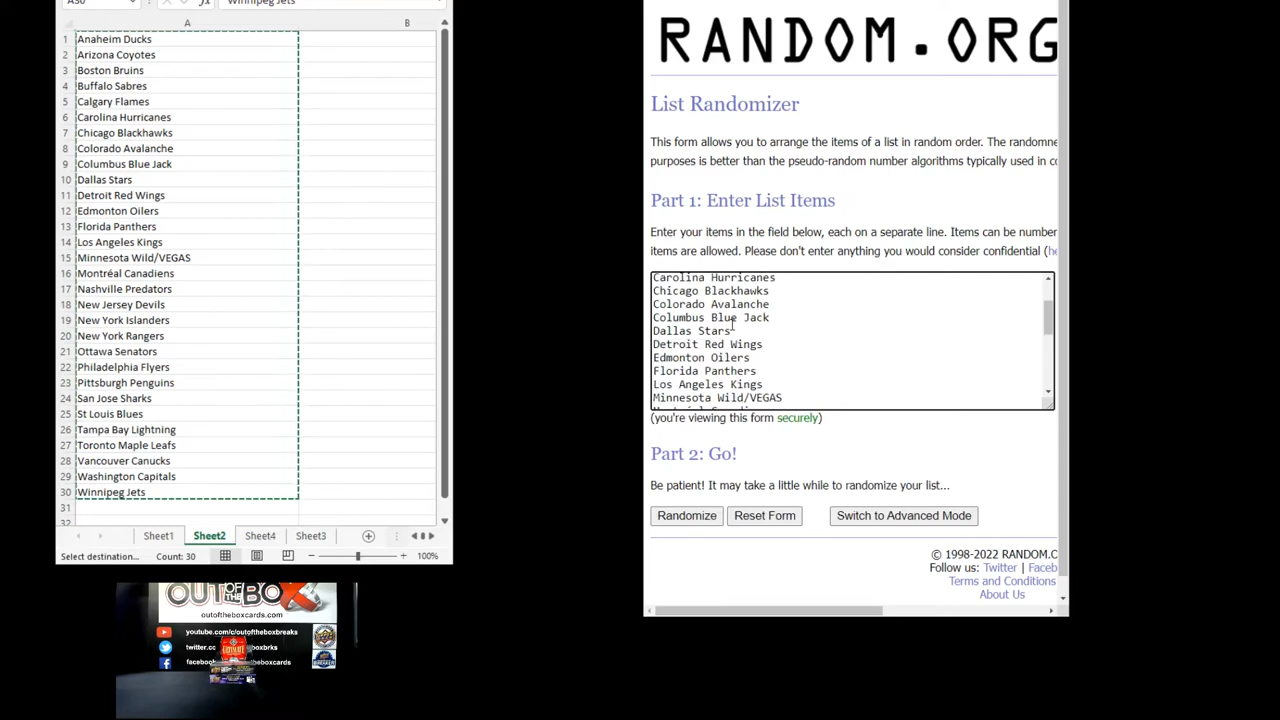 A30
Winnipeg Jets
A
B
1 Anaheim Ducks
2 Arizona Coyotes
3 Boston Bruins
4 Buffalo Sabres
5 Calgary Flames
6 Carolina Hurricanes
7 Chicago Blackhawks
8 Colorado Avalanche
9 Columbus Blue Jack
10 Dallas Stars
11 Detroit Red Wings
12 Edmonton Oilers
13 Florida Panthers
14 Los Angeles Kings
15 Minnesota Wild/VEGAS
16 Montréal Canadiens
17 Nashville Predators
18 New Jersey Devils
19 New York Islanders
20 New York Rangers
21 Ottawa Senators
22 Philadelphia Flyers
23 Pittsburgh Penguins
24 San Jose Sharks
25 St Louis Blues
26 Tampa Bay Lightning
27 Toronto Maple Leafs
28 Vancouver Canucks
29 Washington Capitals
30 Winnipeg Jets
31
32
Sheet1 Sheet2 Sheet4 Sheet3
Select destination... Count: 30 100%
OUT OF THE BOX
outoftheboxcards.com
youtube.com/c/outoftheboxbreaks
ULTIMATE
RANDOM.ORG
List Randomizer
This form allows you to arrange the items of a list in random order. The randomne
purposes is better than the pseudo-random number algorithms typically used in co
Part 1: Enter List Items
Enter your items in the field below, each on a separate line. Items can be number
items are allowed. Please don't enter anything you would consider confidential (he
Carolina Hurricanes
Chicago Blackhawks
Colorado Avalanche
Columbus Blue Jack
Dallas Stars
Detroit Red Wings
Edmonton Oilers
Florida Panthers
Los Angeles Kings
Minnesota Wild/VEGAS
(you're viewing this form securely)
Part 2: Go!
Be patient! It may take a little while to randomize your list...
Randomize Reset Form Switch to Advanced Mode
© 1998-2022 RANDOM.O
Follow us: Twitter | Faceb
Terms and Conditions
About Us